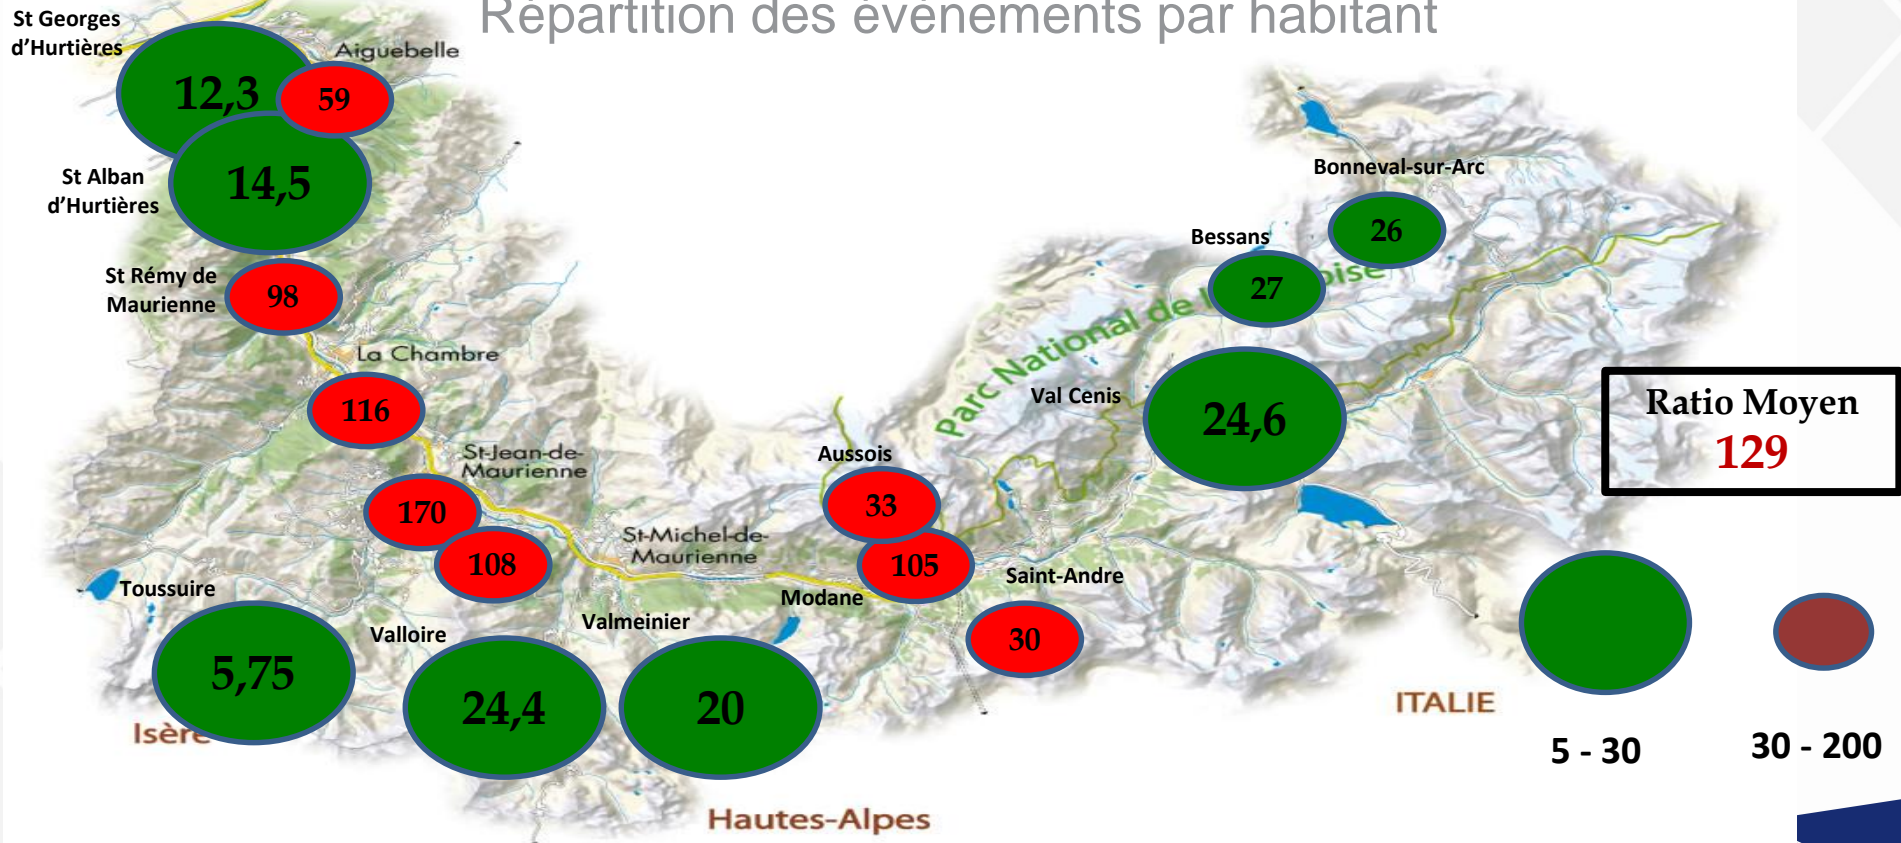 Répartition des événements par habitant
St Georges
d'Hurtières
Aiguebelle
12,3
59
St Alban
d'Hurtières
14,5
St Rémy de
Maurienne
98
La Chambre
116
St-Jean-de-
Maurienne
170
108
St-Michel-de-
Maurienne
Toussuire
5,75
Isère
Valloire
24,4
Valmeinier
20
Hautes-Alpes
Aussois
33
105
Modane
Saint-Andre
30
Parc National de
oise
Val Cenis
24,6
Bessans
27
Bonneval-sur-Arc
26
Ratio Moyen
129
ITALIE
5 - 30
30 - 200